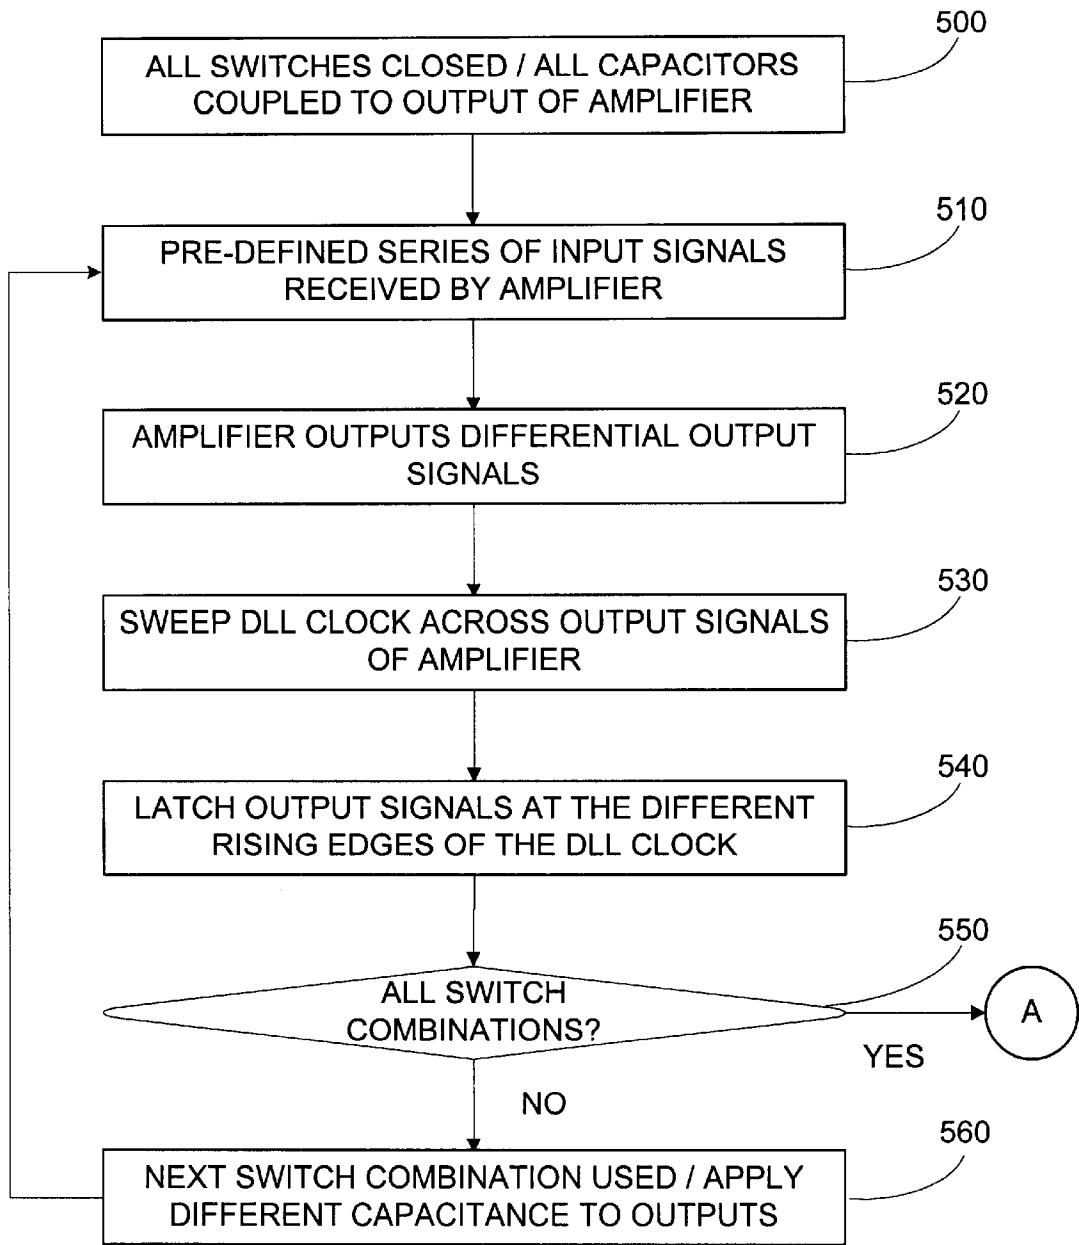 500
ALL SWITCHES CLOSED / ALL CAPACITORS
COUPLED TO OUTPUT OF AMPLIFIER
510
PRE-DEFINED SERIES OF INPUT SIGNALS
RECEIVED BY AMPLIFIER
520
AMPLIFIER OUTPUTS DIFFERENTIAL OUTPUT
SIGNALS
530
SWEEP DLL CLOCK ACROSS OUTPUT SIGNALS
OF AMPLIFIER
540
LATCH OUTPUT SIGNALS AT THE DIFFERENT
RISING EDGES OF THE DLL CLOCK
550
ALL SWITCH
COMBINATIONS?
A
YES
NO
560
NEXT SWITCH COMBINATION USED / APPLY
DIFFERENT CAPACITANCE TO OUTPUTS